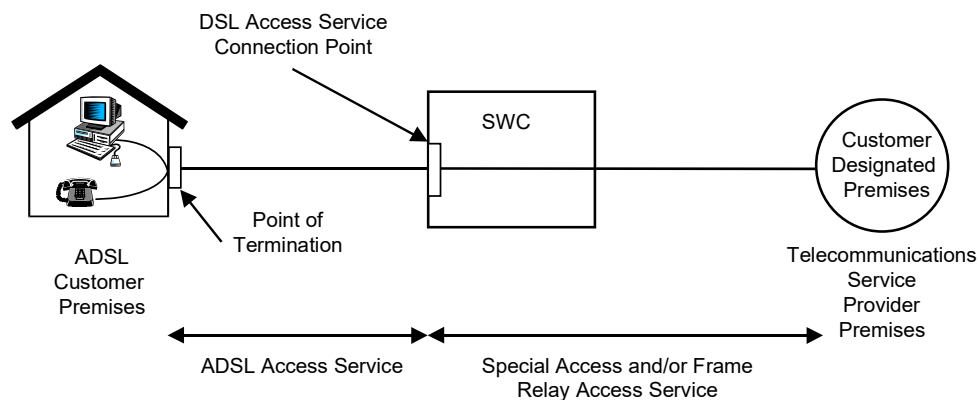 DSL Access Service
Connection Point
SWC
Customer
Designated
Premises
Point of
Termination
ADSL
Customer
Premises
Telecommunications
Service
Provider
Premises
ADSL Access Service
Special Access and/or Frame
Relay Access Service